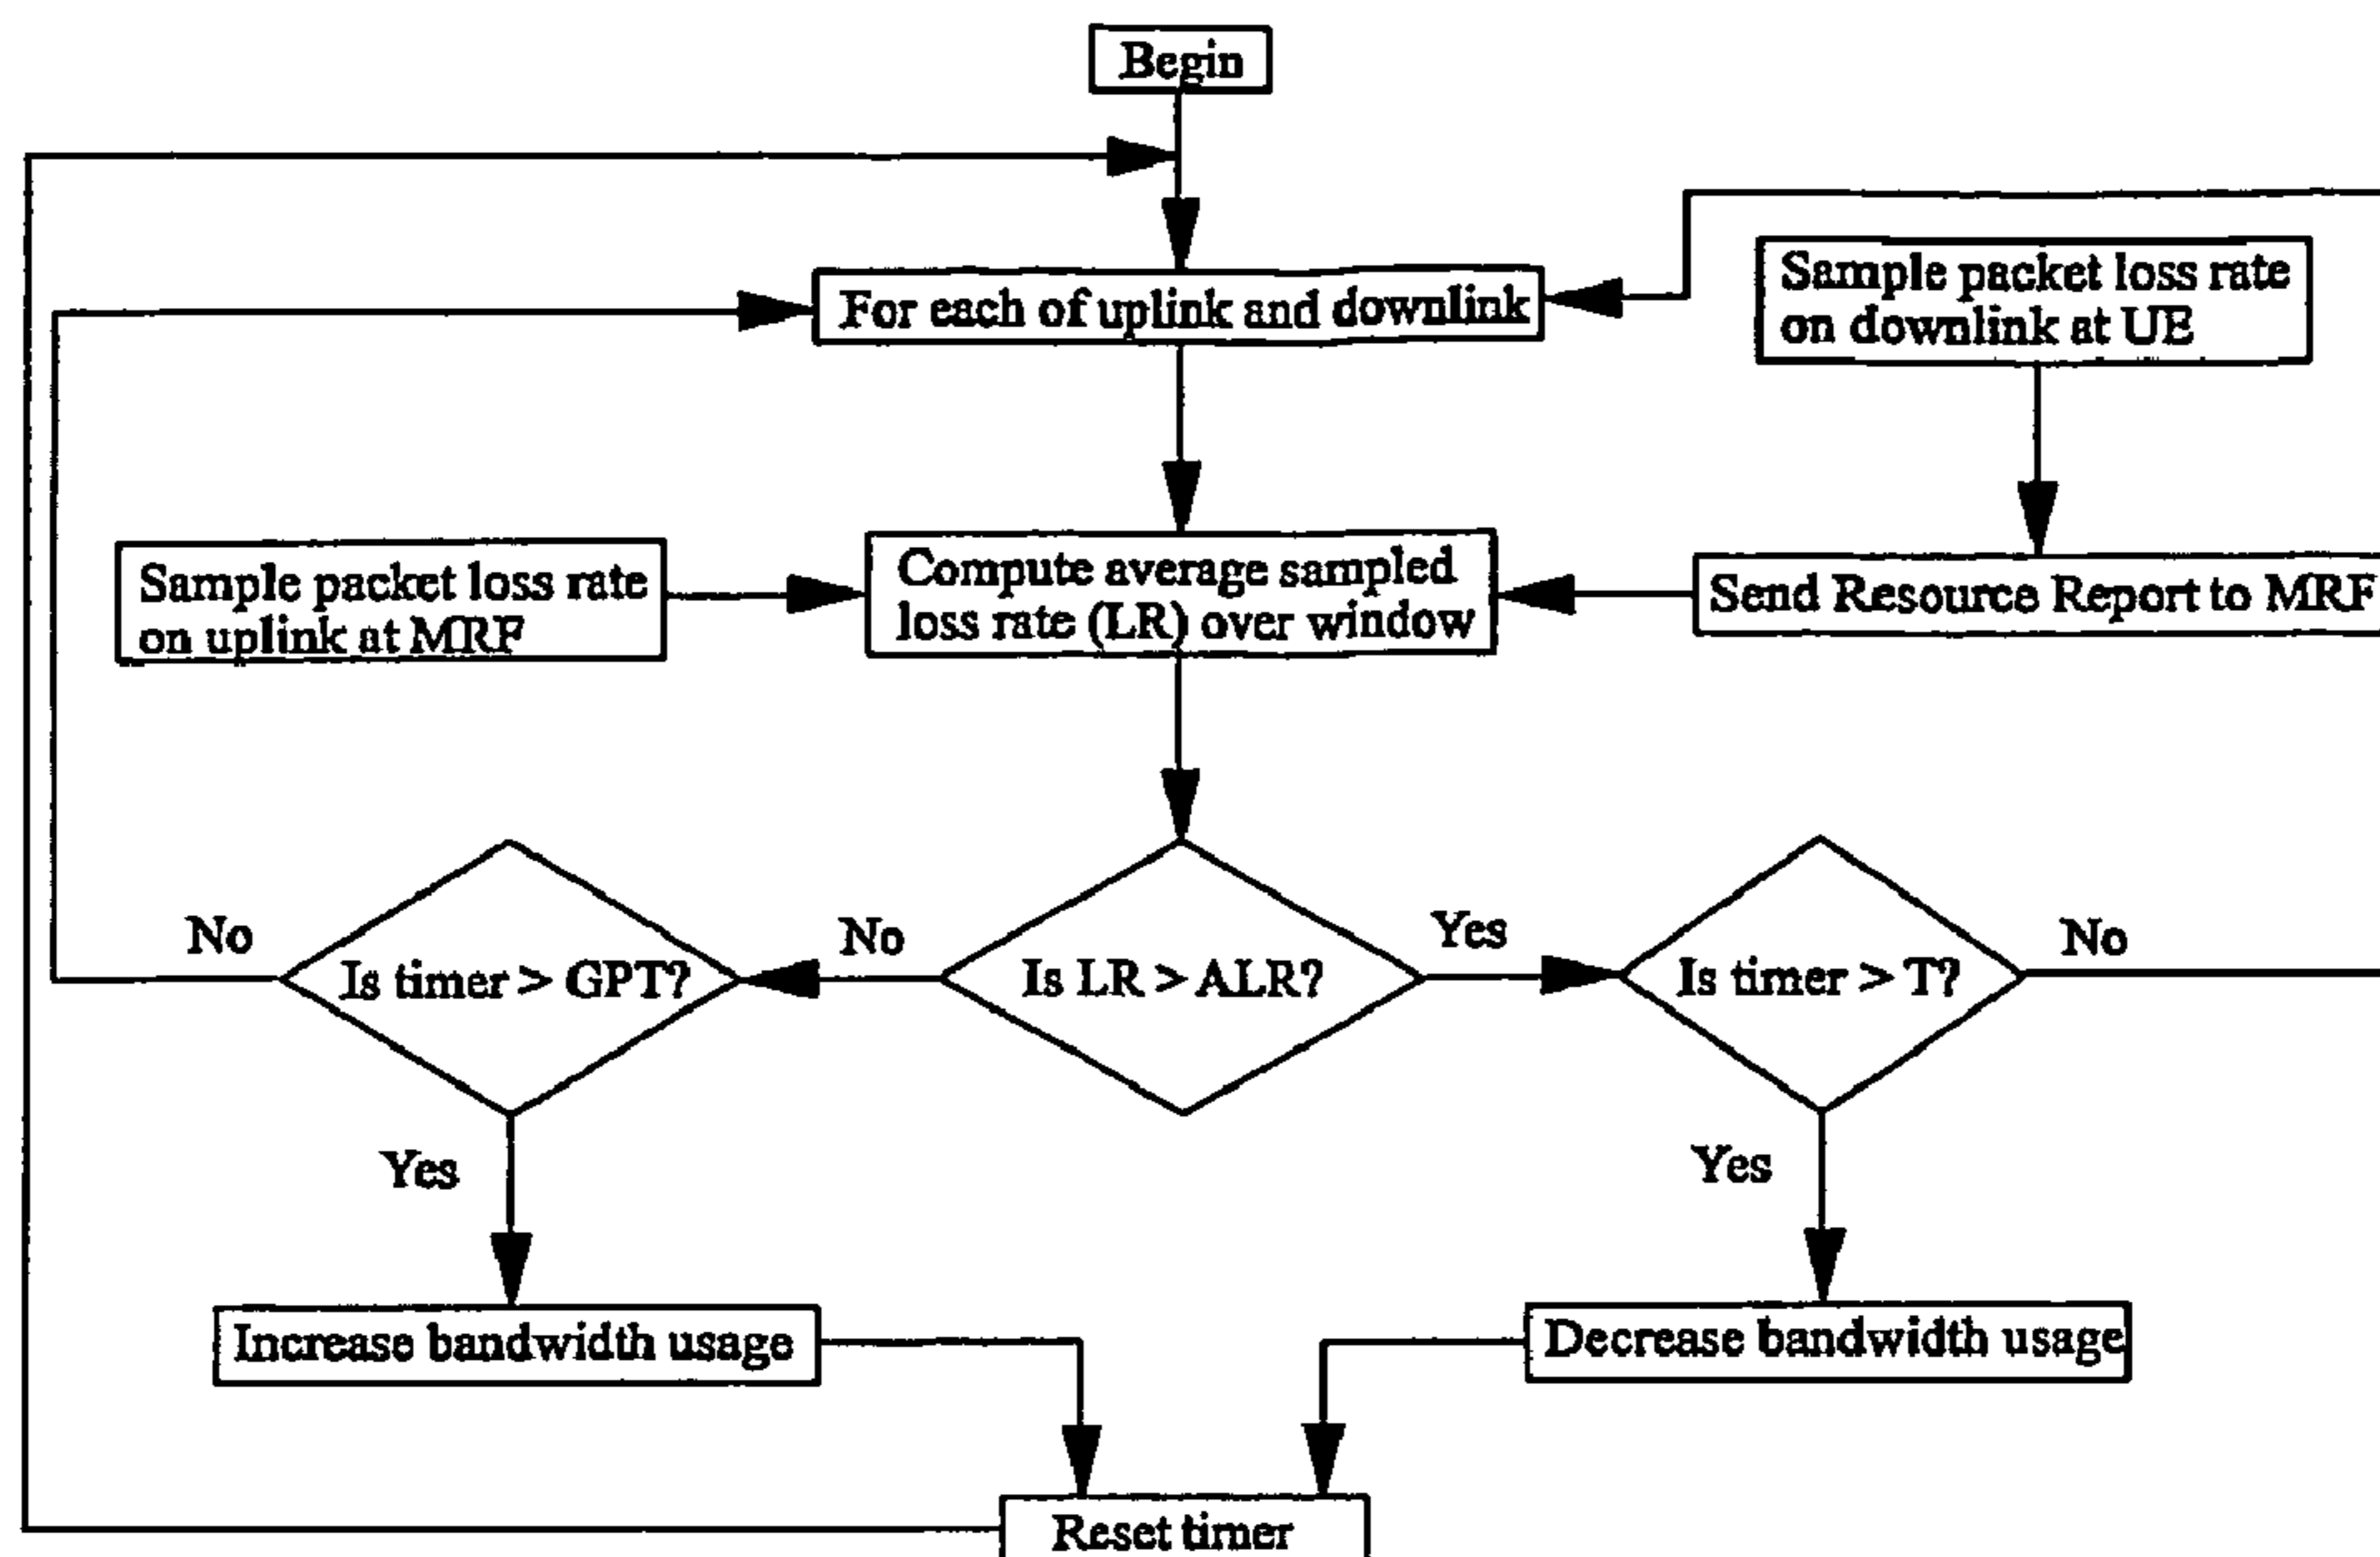 Begin
For each of uplink and downlink
Sample packet loss rate
on downlink at UE
Sample packet loss rate
on uplink at MRF
Compute average sampled
loss rate (LR) over window
Send Resource Report to MRF
No
Is timer > GPT?
No
Is LR > ALR?
Yes
Is timer > T?
No
Yes
Yes
Increase bandwidth usage
Decrease bandwidth usage
Reset timer